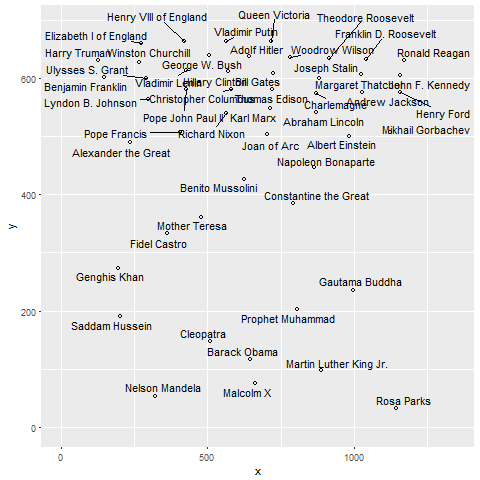 Queen Victoria
Henry VIII of England
Theodore Roosevelt
Vladimir Putin
Elizabeth I of England
Franklin D. Roosevelt
Harry Truman
Winston Churchill
Adolf Hitler
Woodrow Wilson
Ronald Reagan
George W. Bush
Joseph Stalin
Ulysses S. Grant
Vladimir Lenin
Hillary Clinton
Bill Gates
Margaret Thatcher
John F. Kennedy
Benjamin Franklin
Christopher Columbus
Thomas Edison
Lyndon B. Johnson
Charlemagne
Andrew Jackson
Henry Ford
Pope John Paul II
Karl Marx
Abraham Lincoln
Mikhail Gorbachev
Pope Francis
Richard Nixon
Joan of Arc
Albert Einstein
Alexander the Great
Napoleon Bonaparte
Benito Mussolini
Constantine the Great
Mother Teresa
Fidel Castro
Genghis Khan
Gautama Buddha
Saddam Hussein
Prophet Muhammad
Cleopatra
Barack Obama
Martin Luther King Jr.
Nelson Mandela
Malcolm X
Rosa Parks
600
400
200
0
y
0
500
1000
x